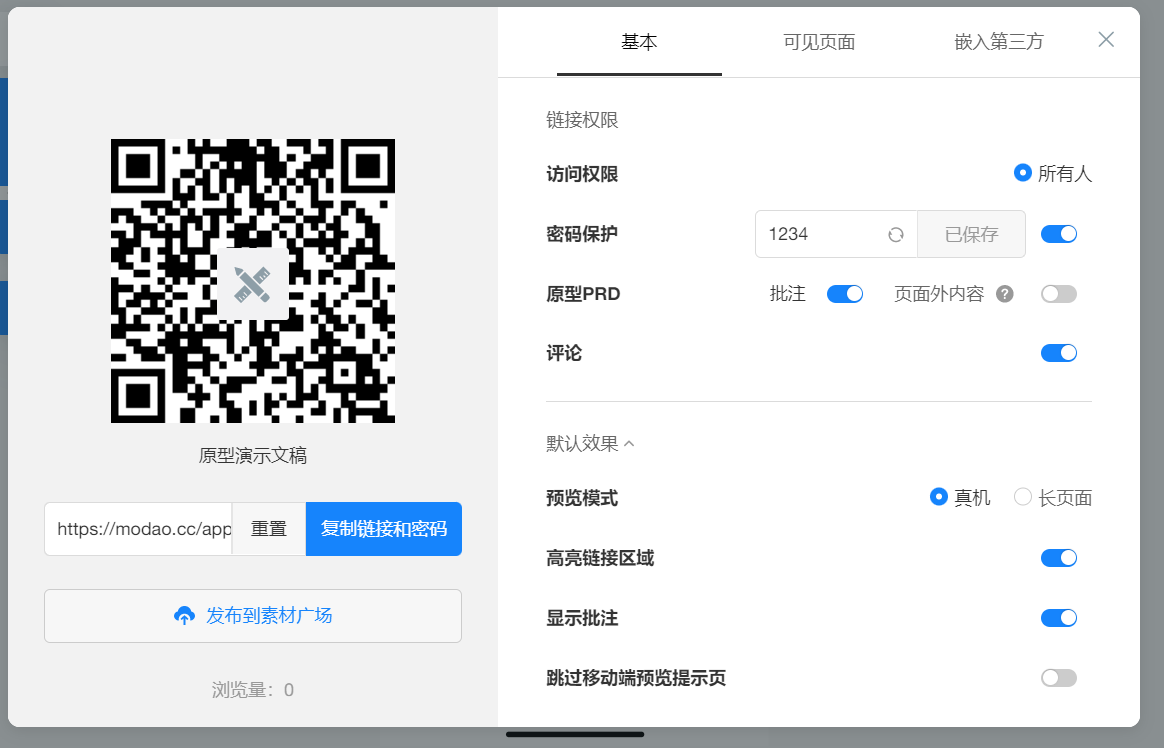 原型演示文稿
https://modao.cc/app
重置
复制链接和密码
发布到素材广场
浏览量：0
基本 可见页面 嵌入第三方
链接权限
访问权限 所有人
密码保护 1234 已保存
原型PRD 批注 页面外内容 ?
评论
默认效果
预览模式 真机 长页面
高亮链接区域
显示批注
跳过移动端预览提示页